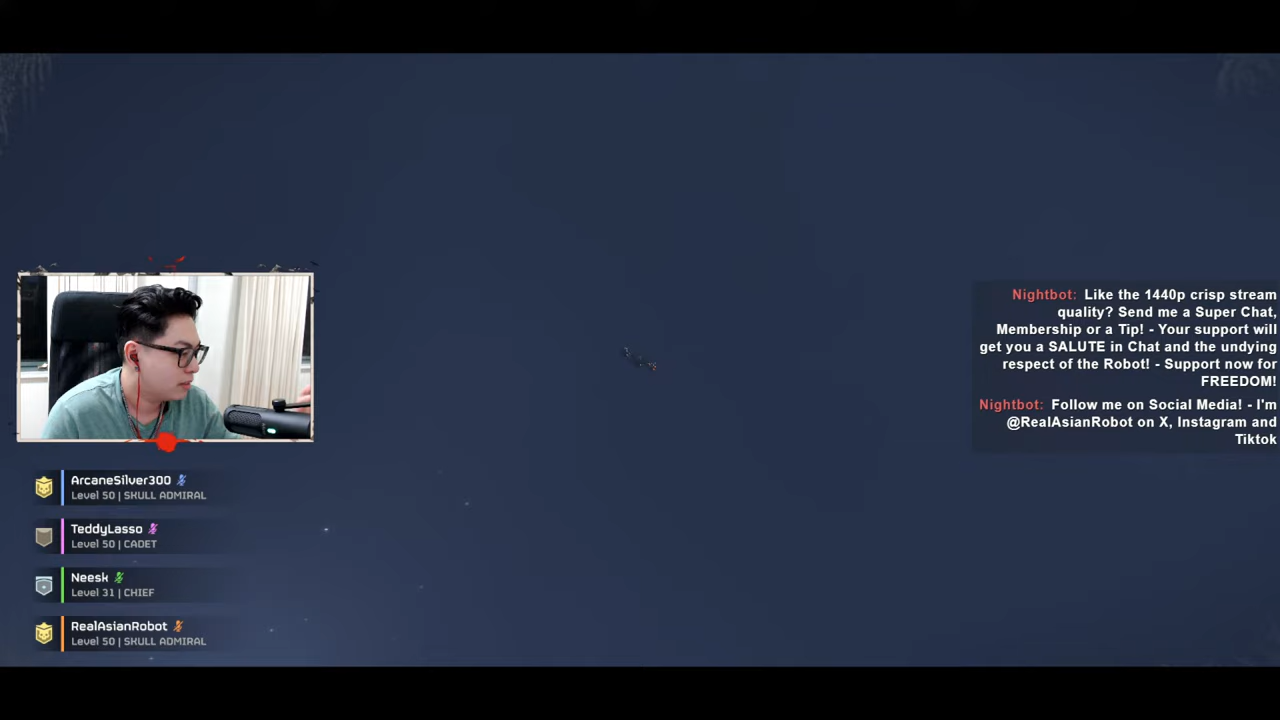 Nightbot: Like the 1440p crisp stream
quality? Send me a Super Chat,
Membership or a Tip! - Your support will
get you a SALUTE in Chat and the undying
respect of the Robot! - Support now for
FREEDOM!
Nightbot: Follow me on Social Media! - I'm
@RealAsianRobot on X, Instagram and
Tiktok
ArcaneSilver300
Level 50 | SKULL ADMIRAL
TeddyLasso
Level 50 | CADET
Neesk
Level 31 | CHIEF
RealAsianRobot
Level 50 | SKULL ADMIRAL